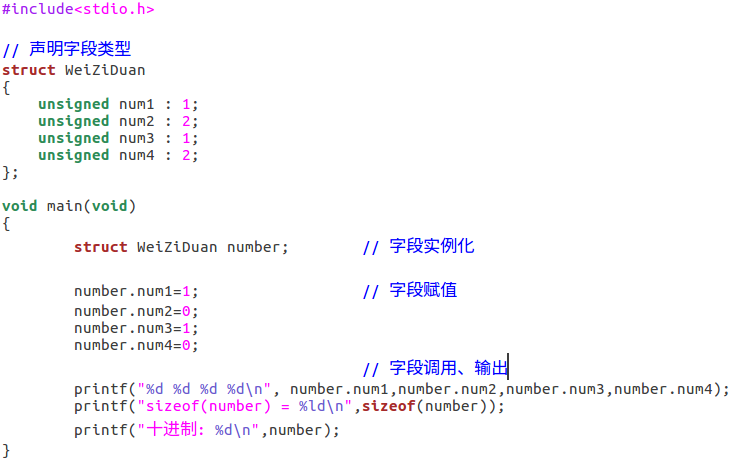 #include<stdio.h>
// 声明字段类型
struct WeiZiDuan
{
    unsigned num1 : 1;
    unsigned num2 : 2;
    unsigned num3 : 1;
    unsigned num4 : 2;
};
void main(void)
{
        struct WeiZiDuan number;        // 字段实例化
        number.num1=1;                  // 字段赋值
        number.num2=0;
        number.num3=1;
        number.num4=0;
                                        // 字段调用、输出
        printf("%d %d %d %d\n", number.num1,number.num2,number.num3,number.num4);
        printf("sizeof(number) = %ld\n",sizeof(number));
        printf("十进制: %d\n",number);
}